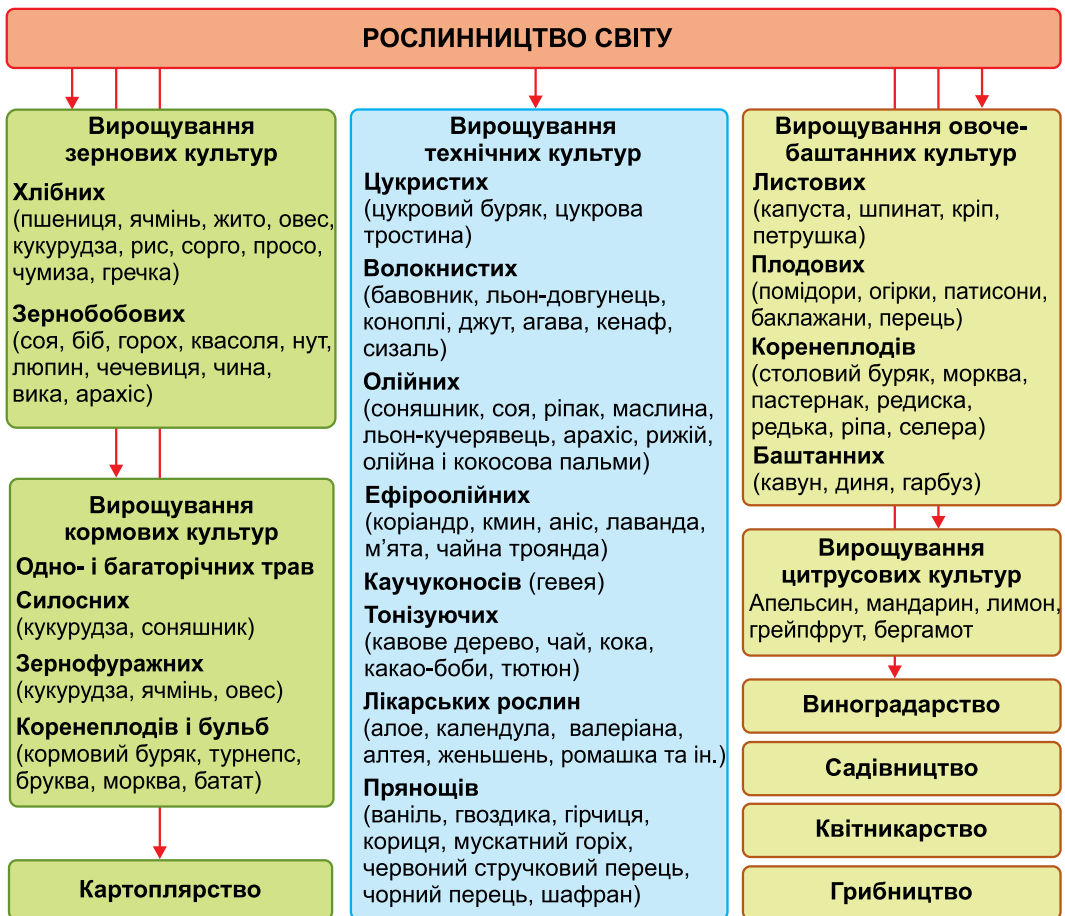 РОСЛИННИЦТВО СВІТУ
Вирощування
зернових культур
Хлібних
(пшениця, ячмінь, жито, овес,
кукурудза, рис, сорго, просо,
чумиза, гречка)
Зернобобових
(соя, біб, горох, квасоля, нут,
люпин, чечевиця, чина,
вика, арахіс)
Вирощування
кормових культур
Одно- і багаторічних трав
Силосних
(кукурудза, соняшник)
Зернофуражних
(кукурудза, ячмінь, овес)
Коренеплодів і бульб
(кормовий буряк, турнепс,
бруква, морква, батат)
Картоплярство
Вирощування
технічних культур
Цукристих
(цукровий буряк, цукрова
тростина)
Волокнистих
(бавовник, льон-довгунець,
коноплі, джут, агава, кенаф,
сизаль)
Олійних
(соняшник, соя, ріпак, маслина,
льон-кучерявець, арахіс, рижій,
олійна і кокосова пальми)
Ефіроолійних
(коріандр, кмин, аніс, лаванда,
м’ята, чайна троянда)
Каучуконосів (гевея)
Тонізуючих
(кавове дерево, чай, кока,
какао-боби, тютюн)
Лікарських рослин
(алое, календула, валеріана,
алтея, женьшень, ромашка та ін.)
Прянощів
(ваніль, гвоздика, гірчиця,
кориця, мускатний горіх,
червоний стручковий перець,
чорний перець, шафран)
Вирощування овоче-
баштанних культур
Листових
(капуста, шпинат, кріп,
петрушка)
Плодових
(помідори, огірки, патисони,
баклажани, перець)
Коренеплодів
(столовий буряк, морква,
пастернак, редиска,
редька, ріпа, селера)
Баштанних
(кавун, диня, гарбуз)
Вирощування
цитрусових культур
Апельсин, мандарин, лимон,
грейпфрут, бергамот
Виноградарство
Садівництво
Квітникарство
Грибництво